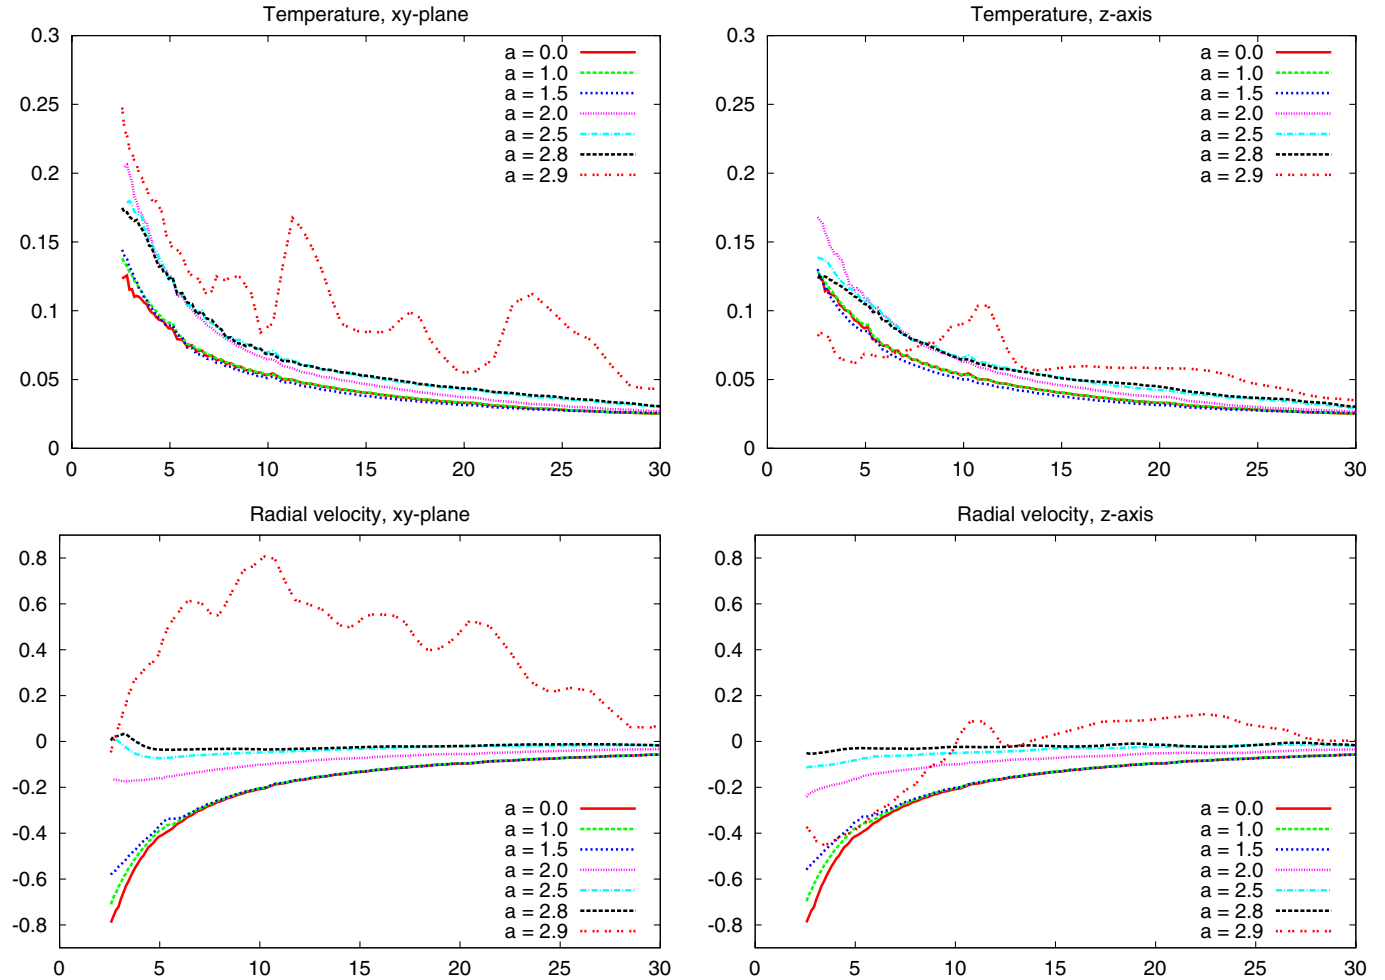 Temperature, xy-plane
0.3
0.25
0.2
0.15
0.1
0.05
0
0 5 10 15 20 25 30
a = 0.0
a = 1.0
a = 1.5
a = 2.0
a = 2.5
a = 2.8
a = 2.9
Temperature, z-axis
0.3
0.25
0.2
0.15
0.1
0.05
0
0 5 10 15 20 25 30
a = 0.0
a = 1.0
a = 1.5
a = 2.0
a = 2.5
a = 2.8
a = 2.9
Radial velocity, xy-plane
0.8
0.6
0.4
0.2
0
-0.2
-0.4
-0.6
-0.8
0 5 10 15 20 25 30
a = 0.0
a = 1.0
a = 1.5
a = 2.0
a = 2.5
a = 2.8
a = 2.9
Radial velocity, z-axis
0.8
0.6
0.4
0.2
0
-0.2
-0.4
-0.6
-0.8
0 5 10 15 20 25 30
a = 0.0
a = 1.0
a = 1.5
a = 2.0
a = 2.5
a = 2.8
a = 2.9